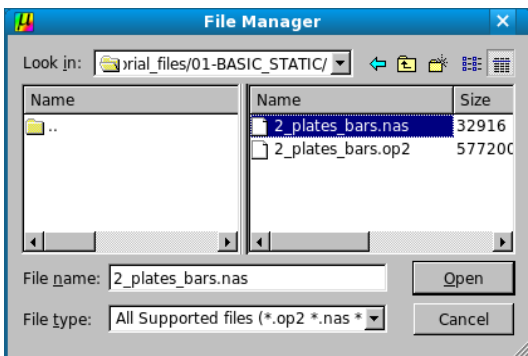 μ File Manager
Look in: orial_files/01-BASIC_STATIC/
Name
..
Name Size
2_plates_bars.nas 32916
2_plates_bars.op2 577200
File name: 2_plates_bars.nas Open
File type: All Supported files (*.op2 *.nas * Cancel